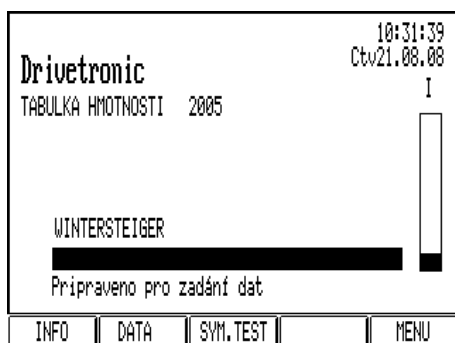 10:31:39
Drivetronic
Ctv21.08.08
I
TABULKA HMOTNOSTI 2005
WINTERSTEIGER
Pripraveno pro zadání dat
INFO DATA SYM.TEST MENU